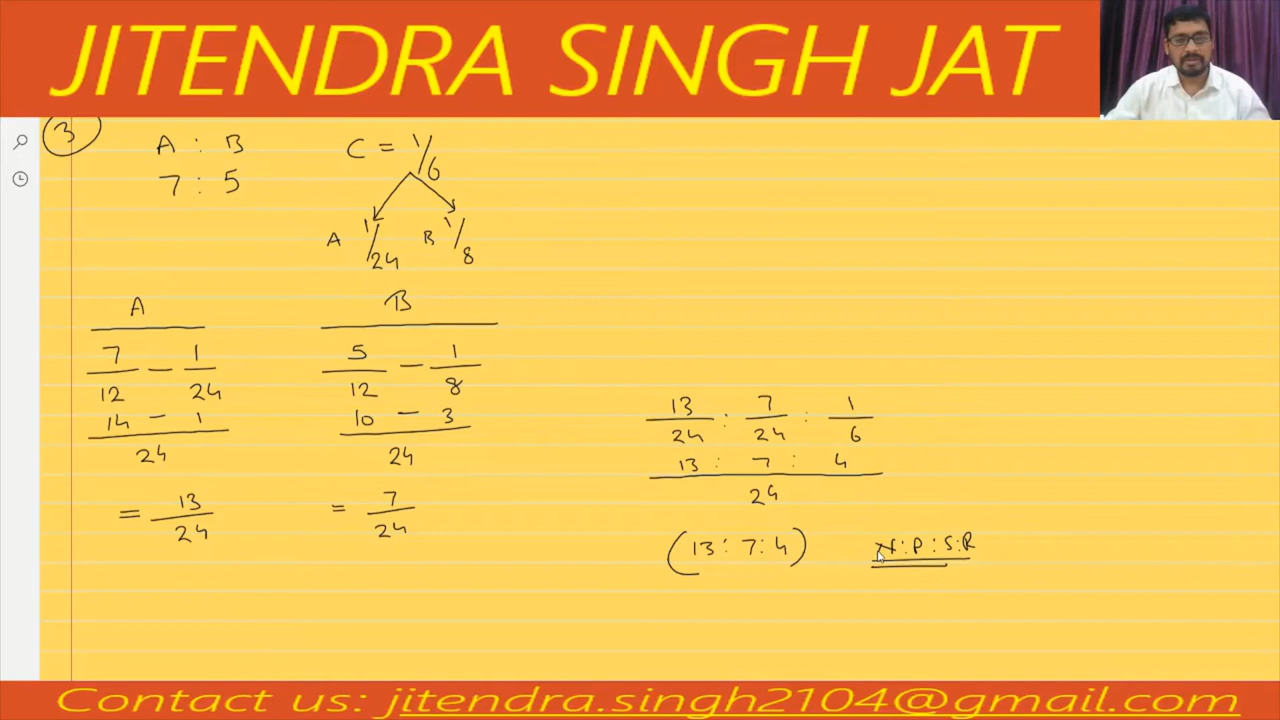 JITENDRA SINGH JAT
3
A : B
7 : 5
C = 1/6
A 1/24 B 1/8
A
7/12 - 1/24
14 - 1
24
= 13/24
B
5/12 - 1/8
10 - 3
24
= 7/24
13/24 : 7/24 : 1/6
13 : 7 : 4
24
(13 : 7 : 4)
N : P : S : R
Contact us: jitendra.singh2104@gmail.com